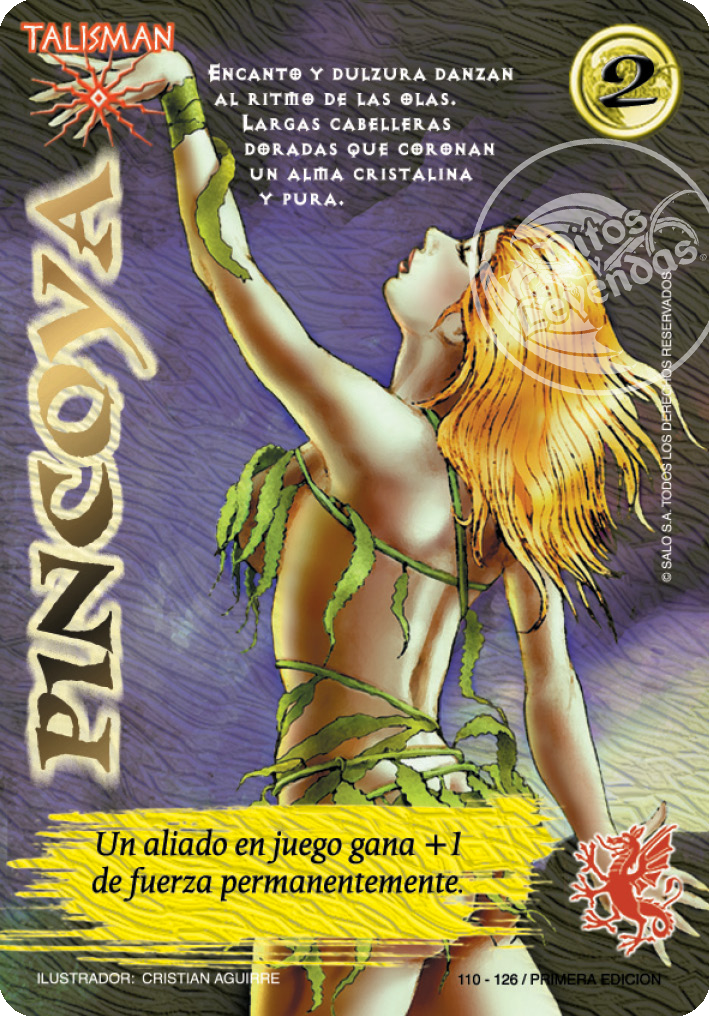 TALISMAN
2
ENCANTO Y DULZURA DANZAN
AL RITMO DE LAS OLAS.
LARGAS CABELLERAS
DORADAS QUE CORONAN
UN ALMA CRISTALINA
Y PURA.
Mitos
y
Leyendas
©
PINCOYA
© SALO S.A. TODOS LOS DERECHOS RESERVADOS
Un aliado en juego gana +1
de fuerza permanentemente.
ILUSTRADOR: CRISTIAN AGUIRRE
110 - 126 / PRIMERA EDICION